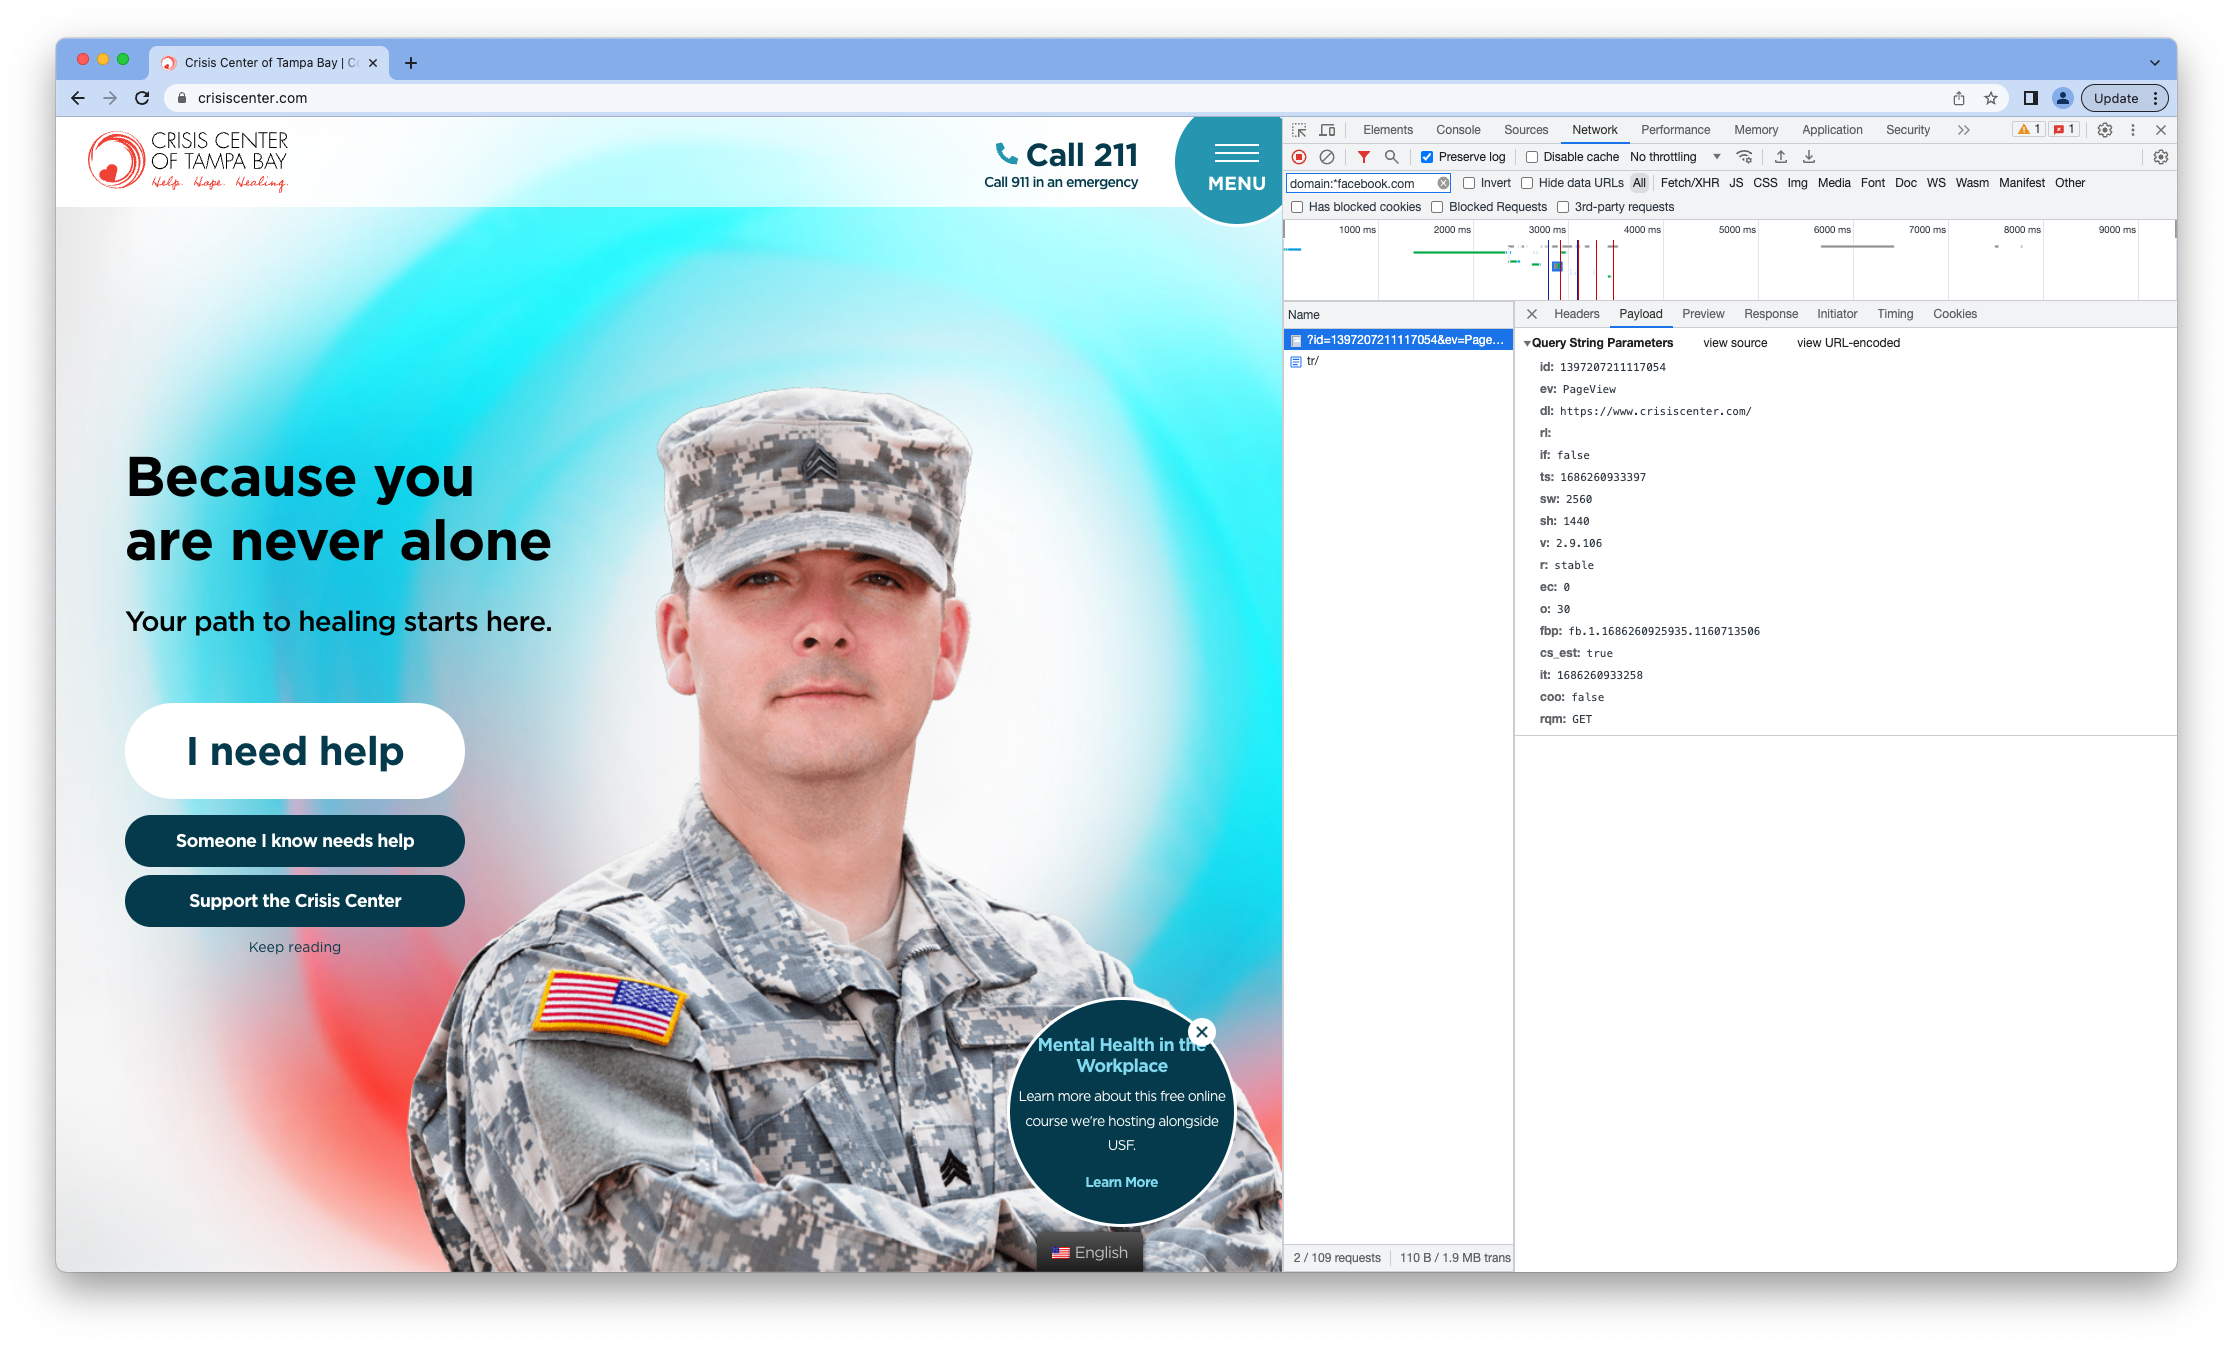 Crisis Center of Tampa Bay | C
crisiscenter.com
Update
CRISIS CENTER
OF TAMPA BAY
Help. Hope. Healing.
Call 211
Call 911 in an emergency
MENU
Because you
are never alone
Your path to healing starts here.
I need help
Someone I know needs help
Support the Crisis Center
Keep reading
Mental Health in the
Workplace
Learn more about this free online
course we're hosting alongside
USF.
Learn More
English
Elements Console Sources Network Performance Memory Application Security 1 1
Preserve log Disable cache No throttling
domain:*facebook.com Invert Hide data URLs All Fetch/XHR JS CSS Img Media Font Doc WS Wasm Manifest Other
Has blocked cookies Blocked Requests 3rd-party requests
1000 ms 2000 ms 3000 ms 4000 ms 5000 ms 6000 ms 7000 ms 8000 ms 9000 ms
Name
?id=1397207211117054&ev=Page...
tr/
2 / 109 requests 110 B / 1.9 MB trans
Headers Payload Preview Response Initiator Timing Cookies
Query String Parameters view source view URL-encoded
id: 1397207211117054
ev: PageView
dl: https://www.crisiscenter.com/
rl:
if: false
ts: 1686260933397
sw: 2560
sh: 1440
v: 2.9.106
r: stable
ec: 0
o: 30
fbp: fb.1.1686260925935.1160713506
cs_est: true
it: 1686260933258
coo: false
rqm: GET